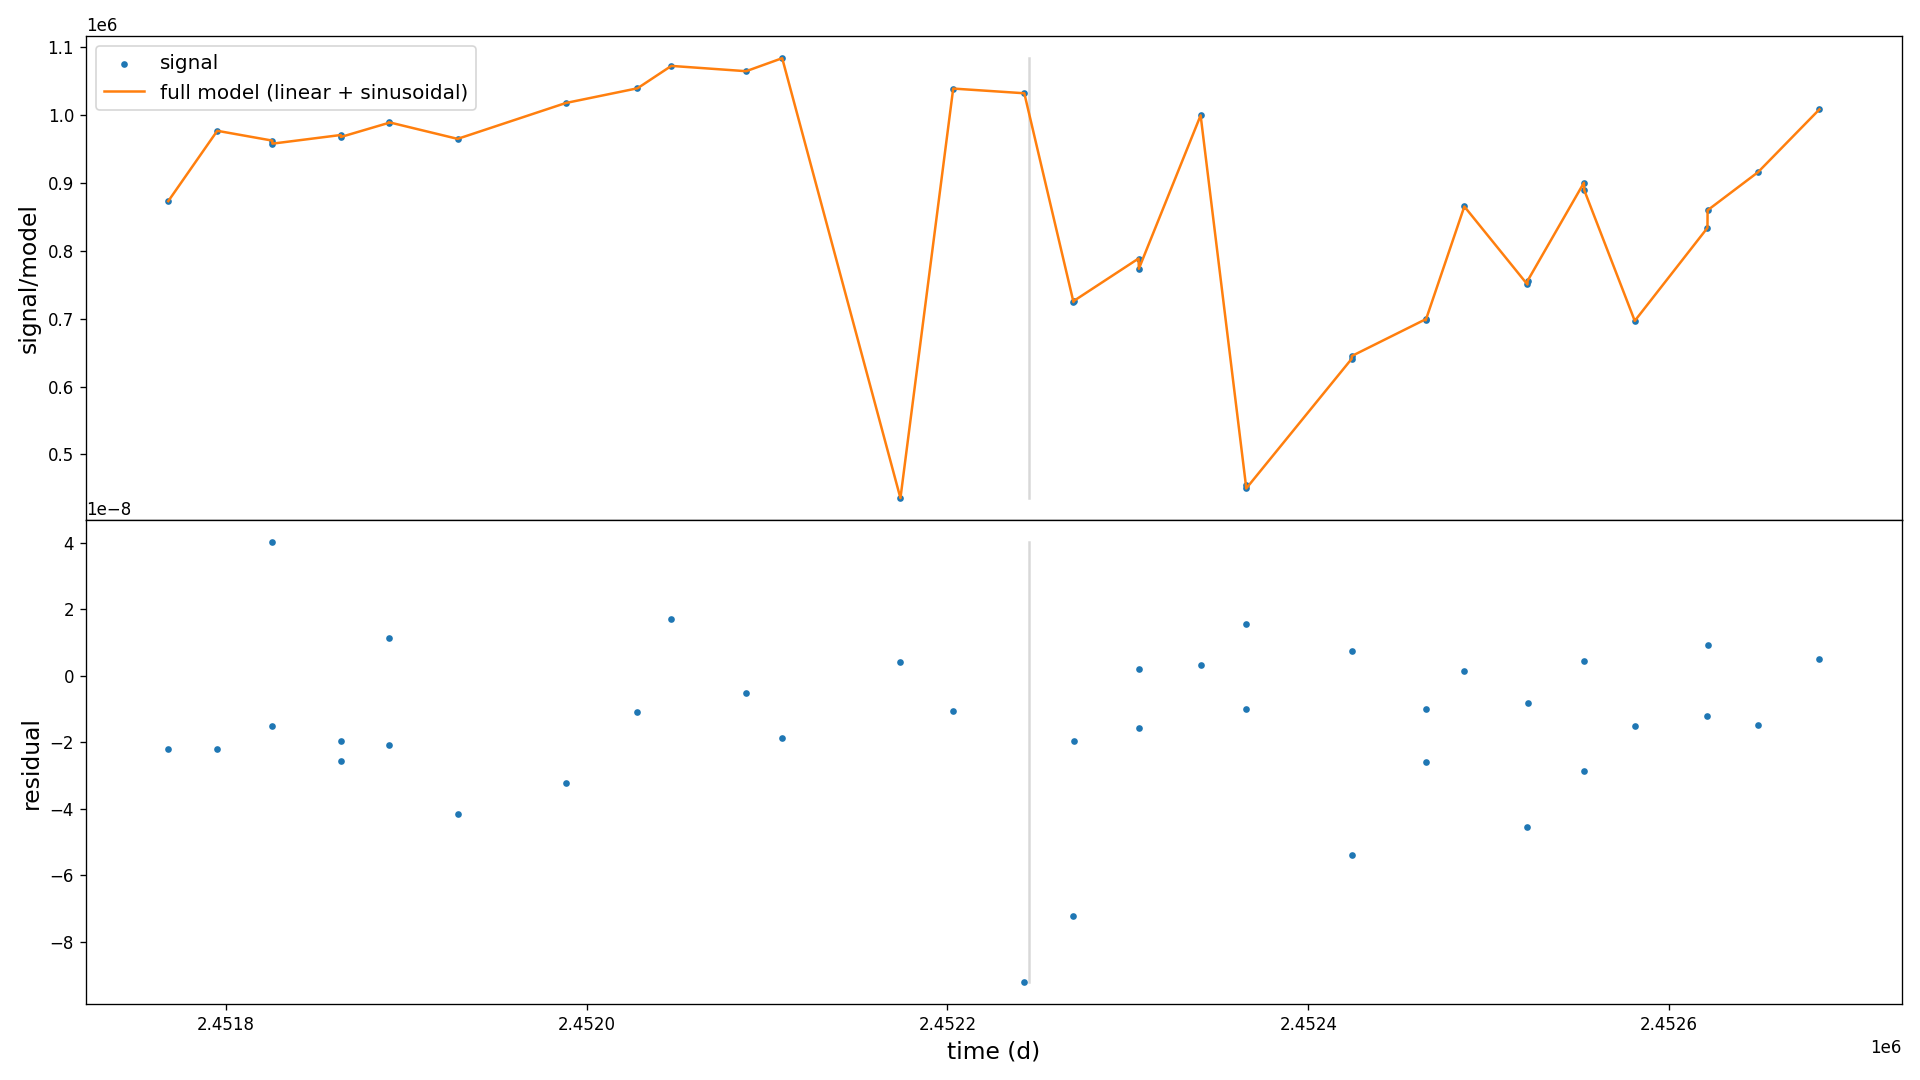 1e6
1.1
1.0
0.9
0.8
0.7
0.6
0.5
signal/model
signal
full model (linear + sinusoidal)
1e−8
4
2
0
−2
−4
−6
−8
residual
2.4518
2.4520
2.4522
2.4524
2.4526
time (d)
1e6